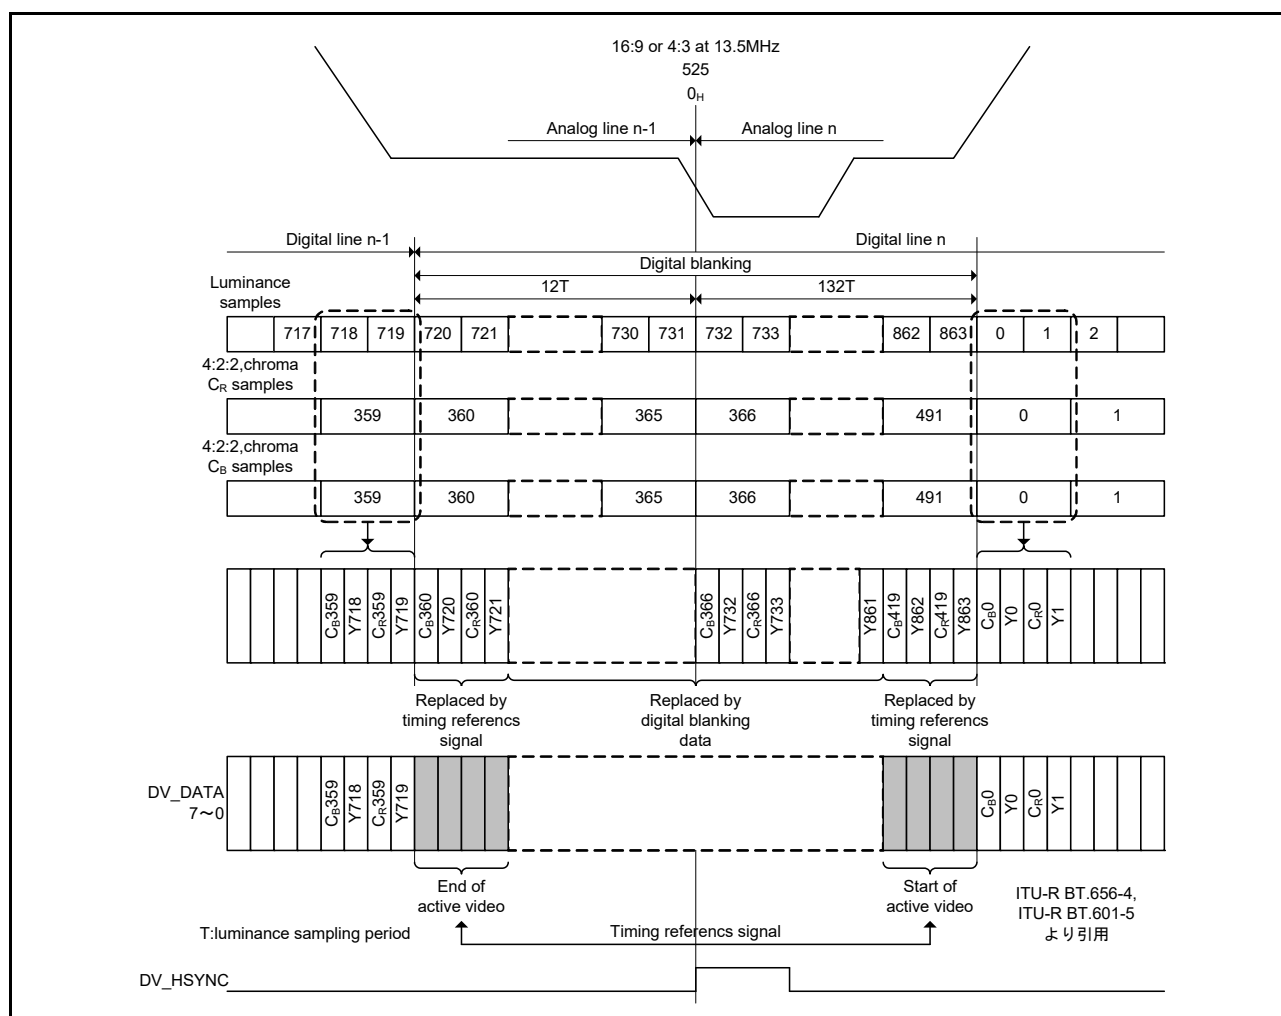 16:9 or 4:3 at 13.5MHz
525
0H
Analog line n-1
Analog line n
Digital line n-1
Digital line n
Digital blanking
12T
132T
Luminance
samples
717 718 719 720 721 730 731 732 733 862 863 0 1 2
4:2:2,chroma
CR samples
359 360 365 366 491 0 1
4:2:2,chroma
CB samples
359 360 365 366 491 0 1
CB359 Y718 CR359 Y719 CB360 Y720 CR360 Y721 CB366 Y732 CR366 Y733 Y861 CB419 Y862 CR419 Y863 CB0 Y0 CR0 Y1
Replaced by
timing referencs
signal
Replaced by
digital blanking
data
Replaced by
timing referencs
signal
DV_DATA
7～0
CB359 Y718 CR359 Y719 CB0 Y0 CR0 Y1
End of
active video
Start of
active video
ITU-R BT.656-4,
ITU-R BT.601-5
より引用
T:luminance sampling period
Timing referencs signal
DV_HSYNC